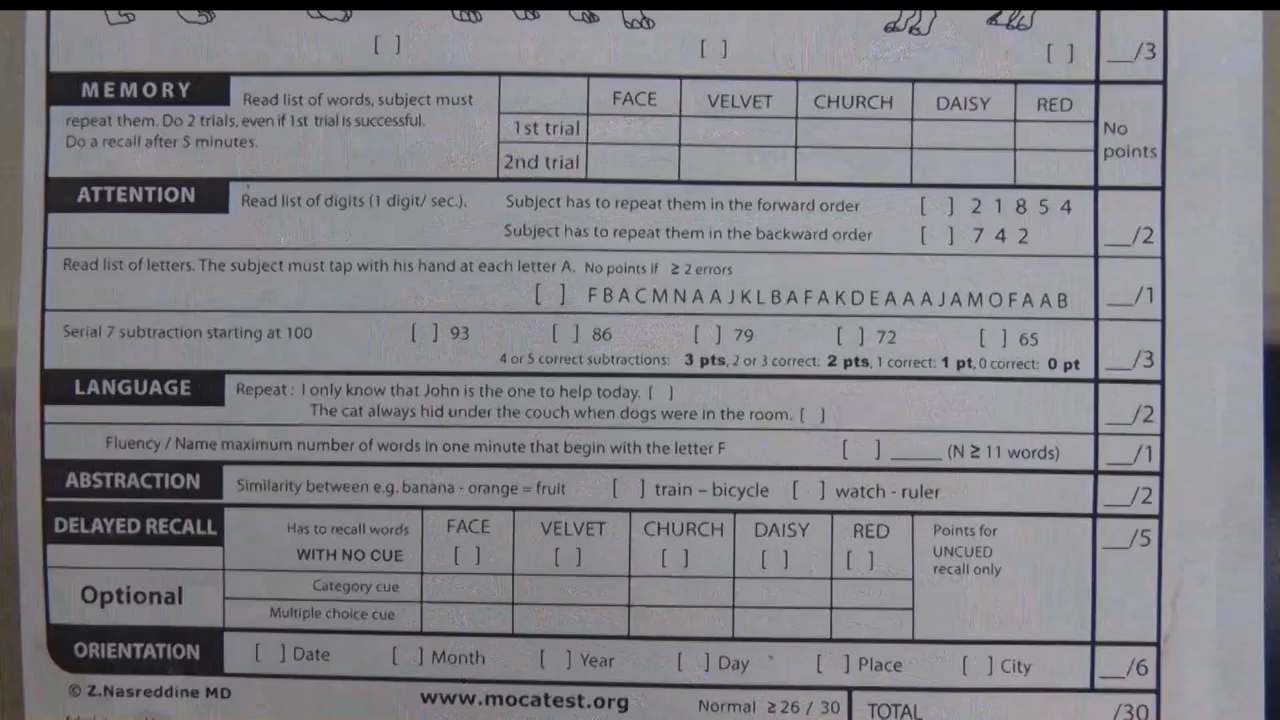 [ ] [ ] [ ] __/3
MEMORY
Read list of words, subject must
repeat them. Do 2 trials, even if 1st trial is successful.
Do a recall after 5 minutes.
FACE VELVET CHURCH DAISY RED
1st trial
2nd trial
No
points
ATTENTION
Read list of digits (1 digit/ sec.). Subject has to repeat them in the forward order [ ] 2 1 8 5 4
Subject has to repeat them in the backward order [ ] 7 4 2 __/2
Read list of letters. The subject must tap with his hand at each letter A. No points if ≥ 2 errors
[ ] F B A C M N A A J K L B A F A K D E A A A J A M O F A A B __/1
Serial 7 subtraction starting at 100 [ ] 93 [ ] 86 [ ] 79 [ ] 72 [ ] 65
4 or 5 correct subtractions: 3 pts, 2 or 3 correct: 2 pts, 1 correct: 1 pt, 0 correct: 0 pt __/3
LANGUAGE
Repeat : I only know that John is the one to help today. [ ]
The cat always hid under the couch when dogs were in the room. [ ] __/2
Fluency / Name maximum number of words in one minute that begin with the letter F [ ] _____ (N ≥ 11 words) __/1
ABSTRACTION
Similarity between e.g. banana - orange = fruit [ ] train – bicycle [ ] watch - ruler __/2
DELAYED RECALL
Has to recall words
WITH NO CUE
FACE VELVET CHURCH DAISY RED
[ ] [ ] [ ] [ ] [ ]
Points for
UNCUED
recall only
__/5
Optional
Category cue
Multiple choice cue
ORIENTATION
[ ] Date [ ] Month [ ] Year [ ] Day [ ] Place [ ] City __/6
© Z.Nasreddine MD www.mocatest.org Normal ≥ 26 / 30 TOTAL /30